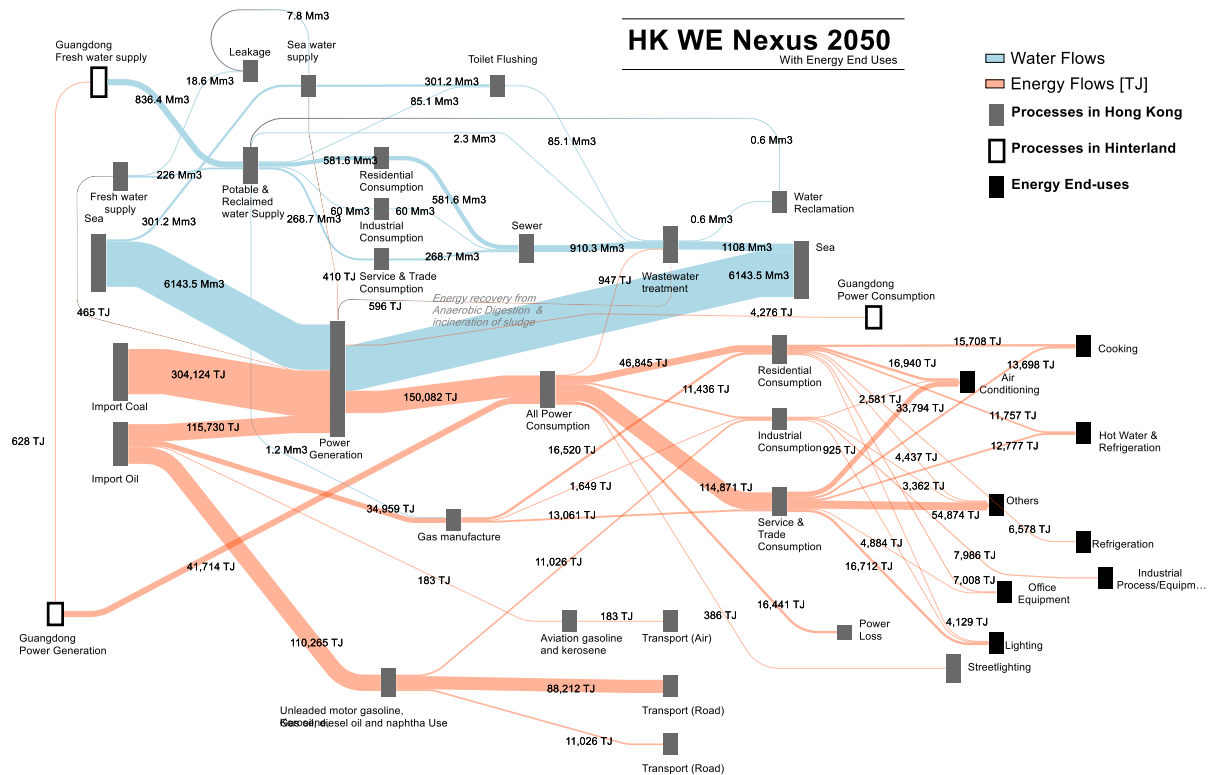 HK WE Nexus 2050
With Energy End Uses
Water Flows
Energy Flows [TJ]
Processes in Hong Kong
Processes in Hinterland
Energy End-uses
7.8 Mm3
Guangdong
Fresh water supply
Leakage
Sea water
supply
Toilet Flushing
18.6 Mm3
301.2 Mm3
836.4 Mm3
85.1 Mm3
2.3 Mm3
85.1 Mm3
0.6 Mm3
581.6 Mm3
226 Mm3
Residential
Consumption
Fresh water
supply
Potable &
Reclaimed
water Supply
581.6 Mm3
Water
Reclamation
60 Mm3
60 Mm3
Sea
301.2 Mm3
268.7 Mm3
Industrial
Consumption
Sewer
0.6 Mm3
910.3 Mm3
1108 Mm3
Sea
268.7 Mm3
410 TJ
Service & Trade
Consumption
947 TJ
Wastewater
treatment
6143.5 Mm3
6143.5 Mm3
Guangdong
Power Consumption
Energy recovery from
Anaerobic Digestion &
incineration of sludge
596 TJ
465 TJ
4,276 TJ
15,708 TJ
Cooking
46,845 TJ
16,940 TJ
13,698 TJ
304,124 TJ
Residential
Consumption
11,436 TJ
Air
Conditioning
150,082 TJ
2,581 TJ
33,794 TJ
Import Coal
All Power
Consumption
11,757 TJ
115,730 TJ
Power
Generation
Industrial
Consumption
Hot Water &
Refrigeration
628 TJ
1.2 Mm3
16,520 TJ
925 TJ
12,777 TJ
4,437 TJ
Import Oil
1,649 TJ
114,871 TJ
3,362 TJ
Others
34,959 TJ
13,061 TJ
54,874 TJ
Service &
Trade
Consumption
6,578 TJ
Gas manufacture
4,884 TJ
Refrigeration
7,986 TJ
41,714 TJ
11,026 TJ
16,712 TJ
183 TJ
7,008 TJ
Office
Equipment
Industrial
Process/Equipm…
183 TJ
386 TJ
16,441 TJ
4,129 TJ
Guangdong
Power Generation
110,265 TJ
Aviation gasoline
and kerosene
Transport (Air)
Power
Loss
Lighting
Streetlighting
88,212 TJ
Unleaded motor gasoline,
Kerosene,
Gas oil, diesel oil and naphtha Use
Transport (Road)
11,026 TJ
Transport (Road)